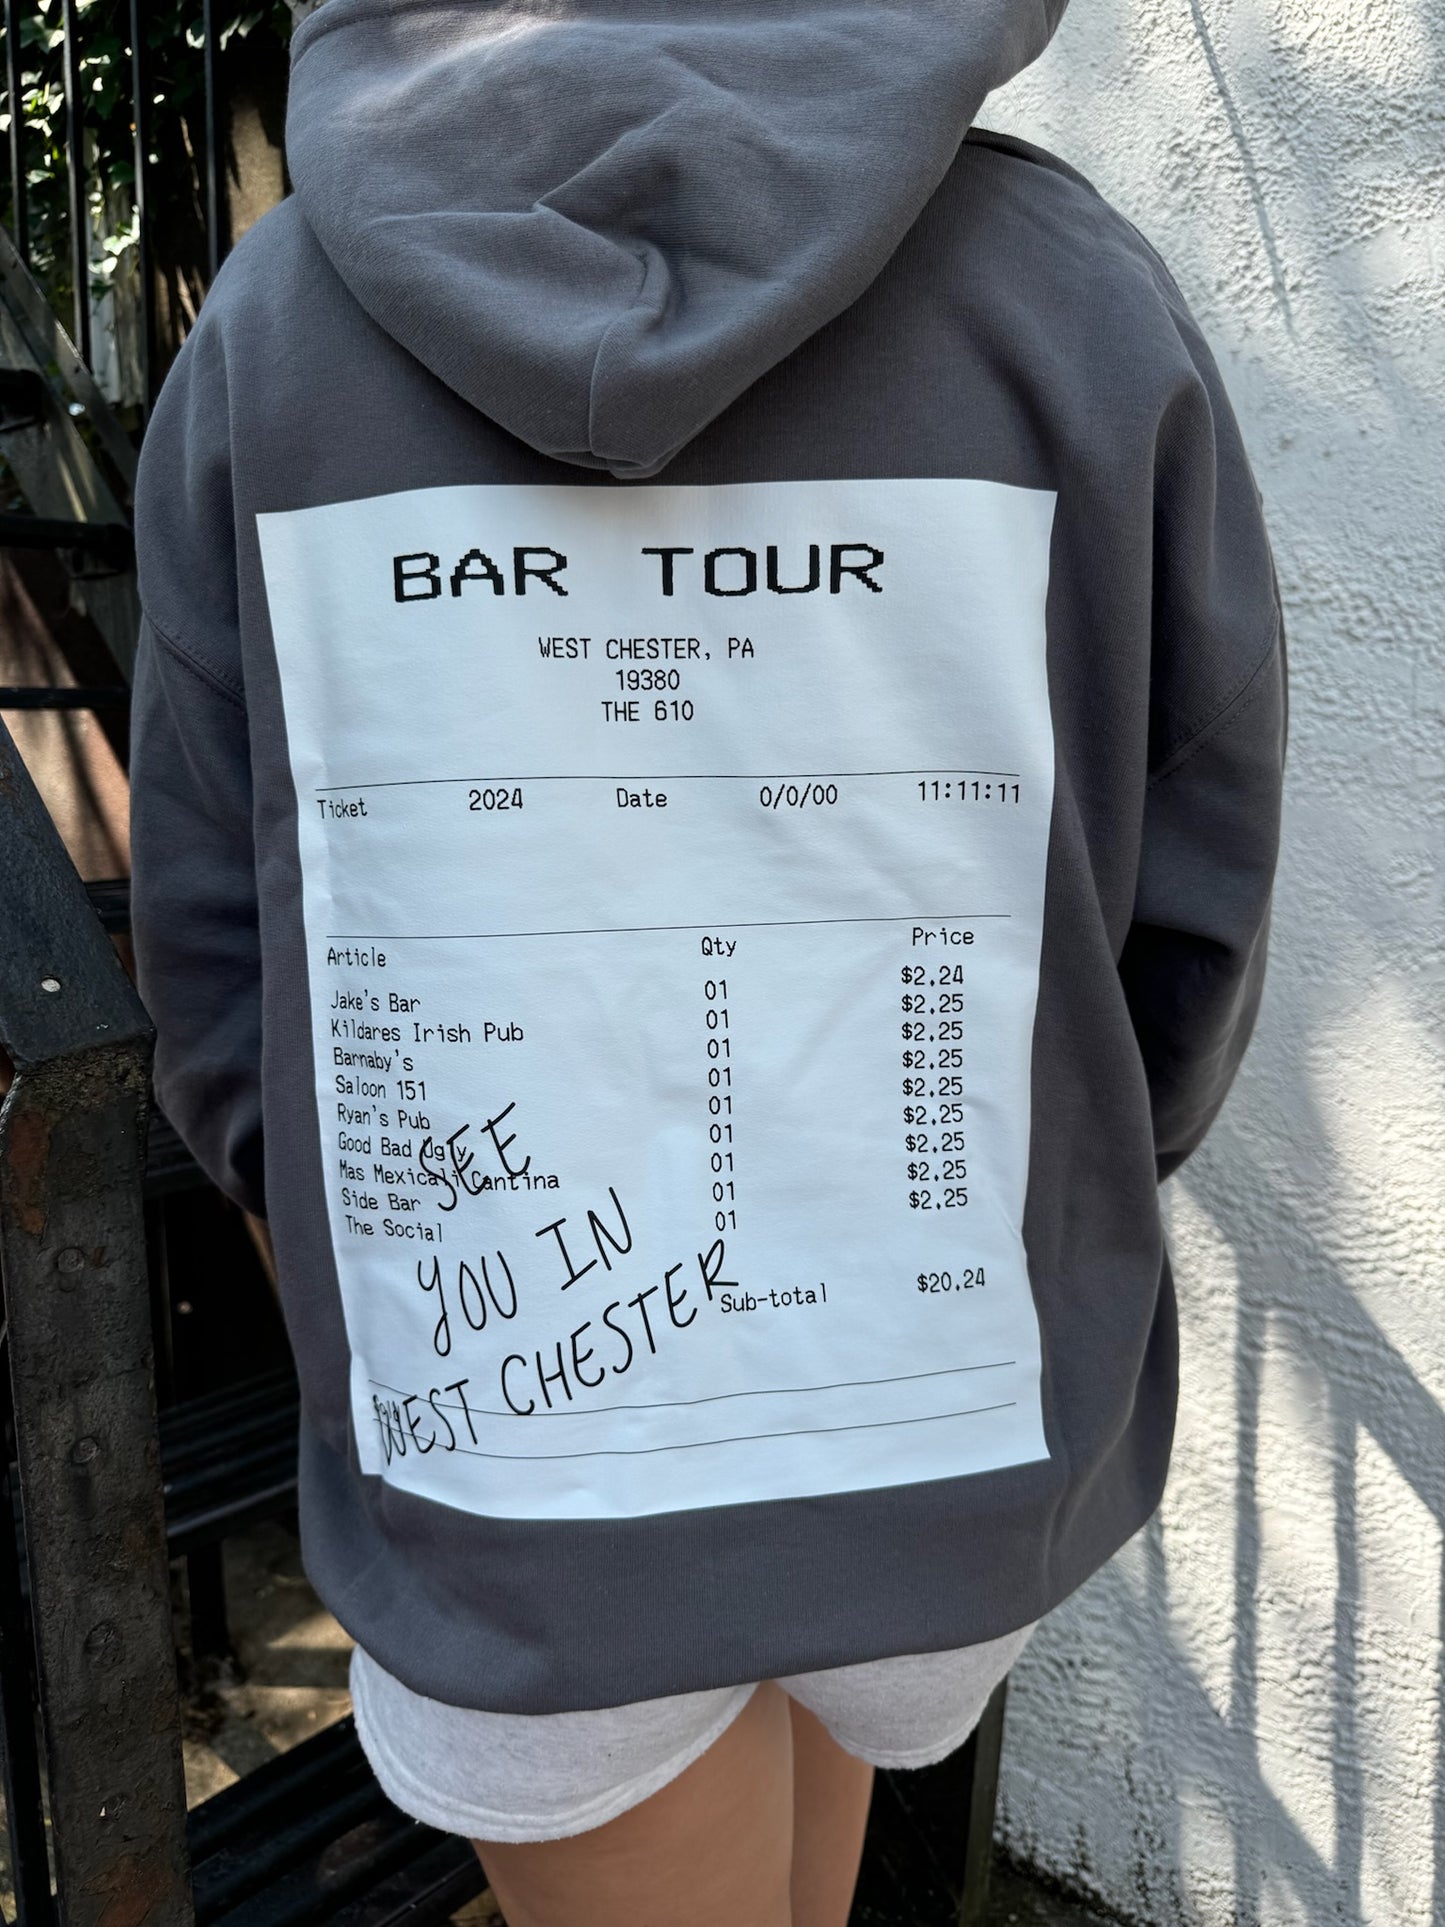 BAR TOUR
WEST CHESTER, PA
19380
THE 610
Ticket 2024 Date 0/0/00 11:11:11
Article Qty Price
Jake's Bar 01 $2.24
Kildares Irish Pub 01 $2.25
Barnaby's 01 $2.25
Saloon 151 01 $2.25
Ryan's Pub 01 $2.25
Good Bad Ugly 01 $2.25
Mas Mexicali Cantina 01 $2.25
Side Bar 01 $2.25
The Social 01 $2.25
SEE
YOU IN
WEST CHESTER
Sub-total $20.24